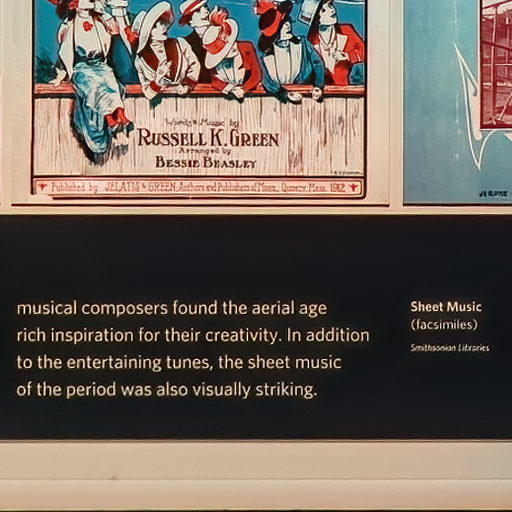 Words & Music by
RUSSELL K. GREEN
Arranged by
BESSIE BEASLEY
Published by JELATIS & GREEN. Authors and Publishers of Music, Quincy, Mass. 1912
JEROME
musical composers found the aerial age
rich inspiration for their creativity. In addition
to the entertaining tunes, the sheet music
of the period was also visually striking.
Sheet Music
(facsimiles)
Smithsonian Libraries